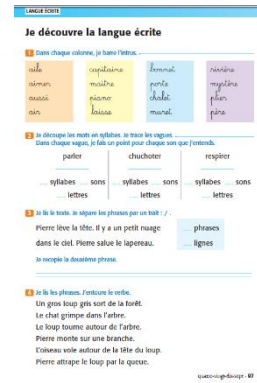 LANGUE ÉCRITE
Je découvre la langue écrite
1 Dans chaque colonne, je barre l'intrus.
aile capitaine bonnet rivière
aimer maître porte mystère
aussi piano chalet plier
air laisse muret père
2 Je découpe les mots en syllabes. Je trace les vagues.
Dans chaque vague, je fais un point pour chaque son que j'entends.
parler chuchoter respirer
.... syllabes .... sons .... syllabes .... sons .... syllabes .... sons
.... lettres .... lettres .... lettres
3 Je lis le texte. Je sépare les phrases par un trait : / .
Pierre lève la tête. Il y a un petit nuage .... phrases
dans le ciel. Pierre salue le lapereau. .... lignes
Je recopie la deuxième phrase.
4 Je lis les phrases. J'entoure le verbe.
Un gros loup gris sort de la forêt.
Le chat grimpe dans l'arbre.
Le loup tourne autour de l'arbre.
Pierre monte sur une branche.
L'oiseau vole autour de la tête du loup.
Pierre attrape le loup par la queue.
quatre-vingt-dix-sept • 97